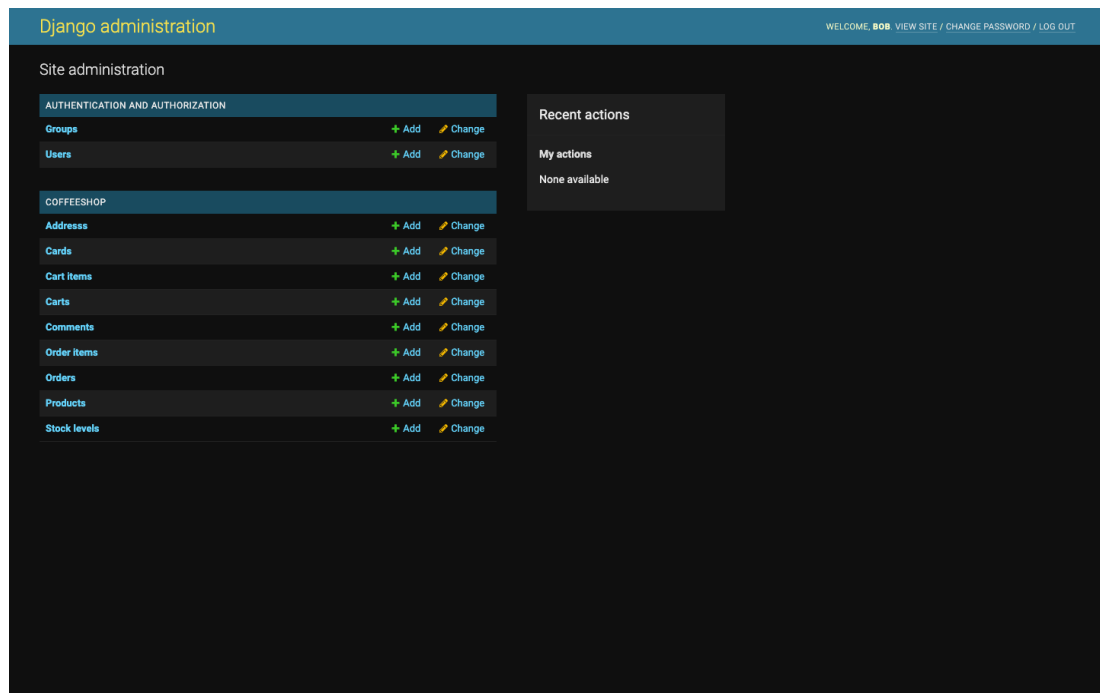 Django administration
WELCOME, BOB. VIEW SITE / CHANGE PASSWORD / LOG OUT
Site administration
AUTHENTICATION AND AUTHORIZATION
Groups + Add Change
Users + Add Change
COFFEESHOP
Addresss + Add Change
Cards + Add Change
Cart items + Add Change
Carts + Add Change
Comments + Add Change
Order items + Add Change
Orders + Add Change
Products + Add Change
Stock levels + Add Change
Recent actions
My actions
None available